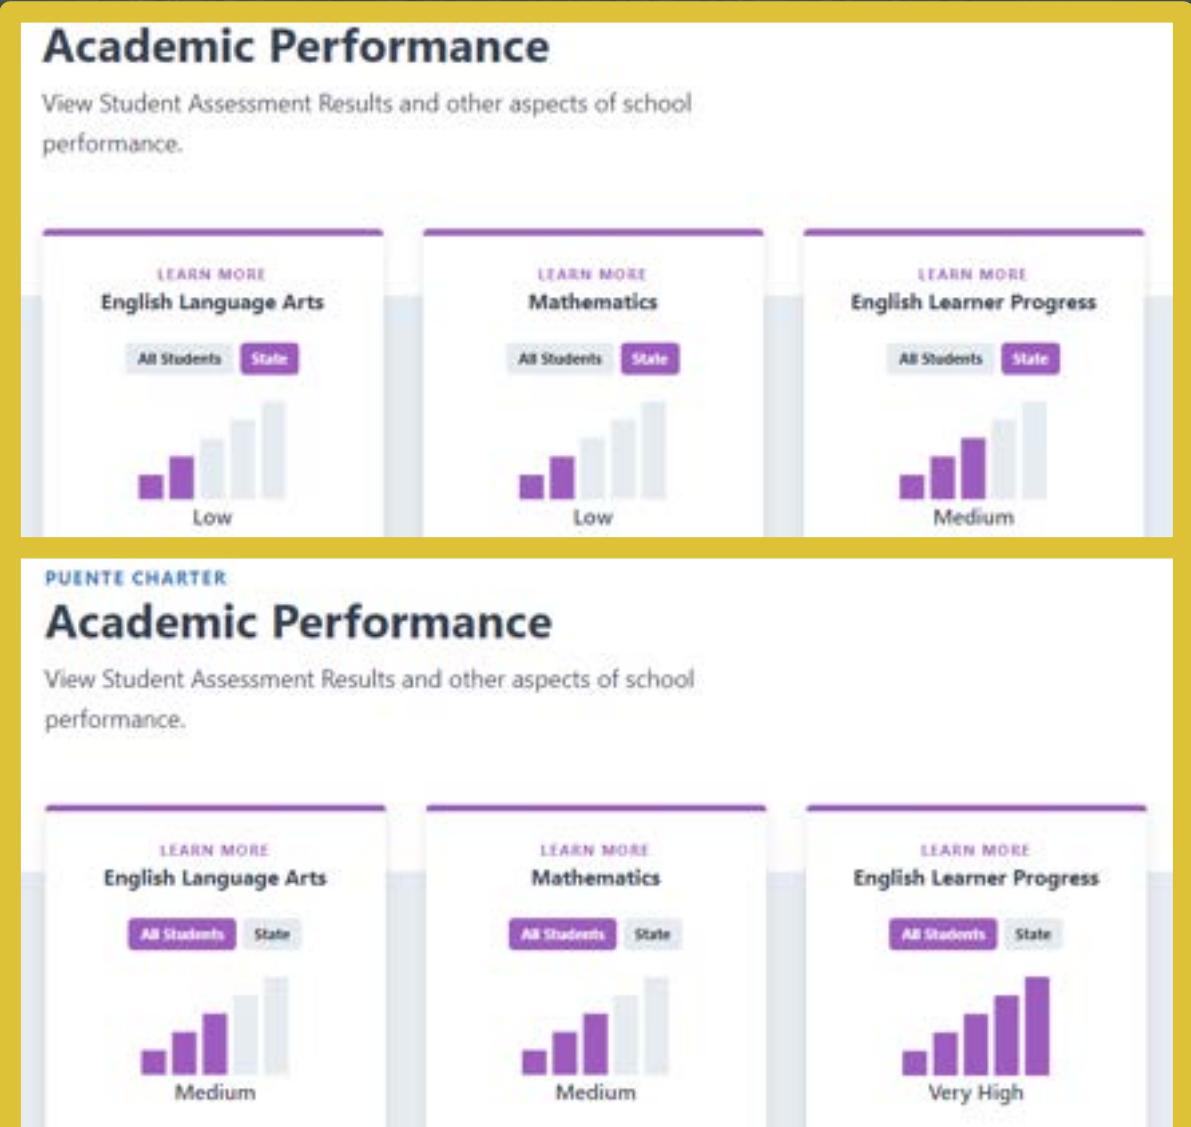 Academic Performance
View Student Assessment Results and other aspects of school
performance.
LEARN MORE
English Language Arts
All Students State
Low
LEARN MORE
Mathematics
All Students State
Low
LEARN MORE
English Learner Progress
All Students State
Medium
PUENTE CHARTER
Academic Performance
View Student Assessment Results and other aspects of school
performance.
LEARN MORE
English Language Arts
All Students State
Medium
LEARN MORE
Mathematics
All Students State
Medium
LEARN MORE
English Learner Progress
All Students State
Very High